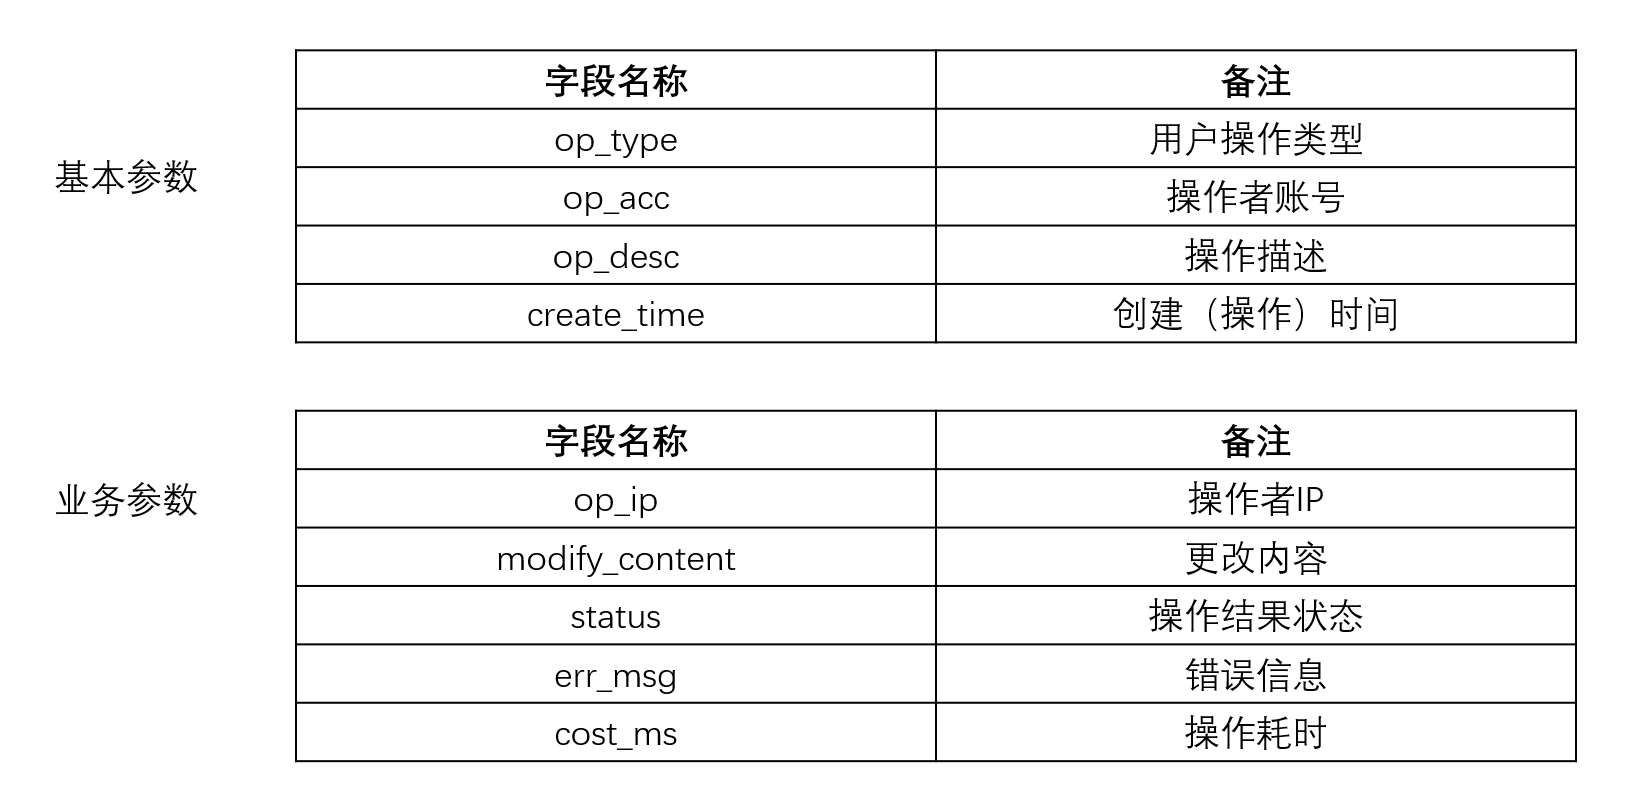 基本参数
字段名称 备注
op_type 用户操作类型
op_acc 操作者账号
op_desc 操作描述
create_time 创建（操作）时间
业务参数
字段名称 备注
op_ip 操作者IP
modify_content 更改内容
status 操作结果状态
err_msg 错误信息
cost_ms 操作耗时